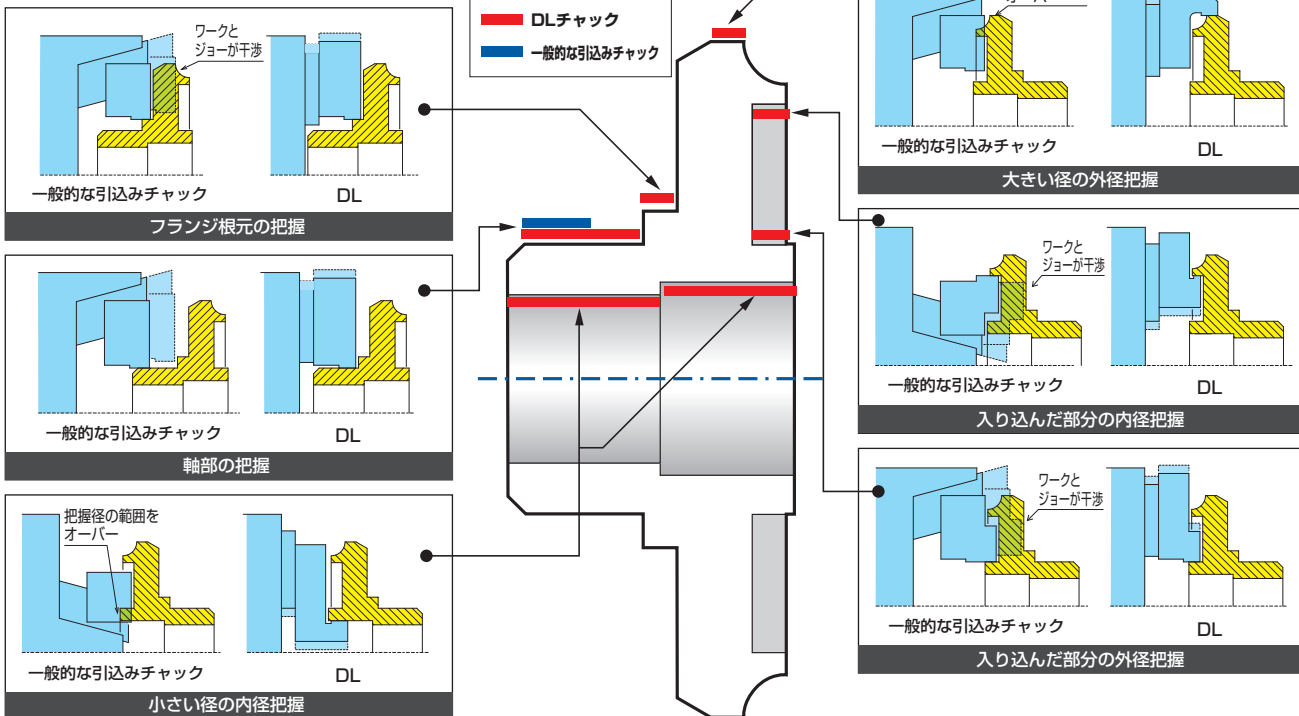 DLチャック
一般的な引込みチャック
ワークと
ジョーが干渉
一般的な引込みチャック
DL
フランジ根元の把握
一般的な引込みチャック
DL
軸部の把握
把握径の範囲を
オーバー
一般的な引込みチャック
DL
小さい径の内径把握
一般的な引込みチャック
DL
大きい径の外径把握
ワークと
ジョーが干渉
一般的な引込みチャック
DL
入り込んだ部分の内径把握
ワークと
ジョーが干渉
一般的な引込みチャック
DL
入り込んだ部分の外径把握